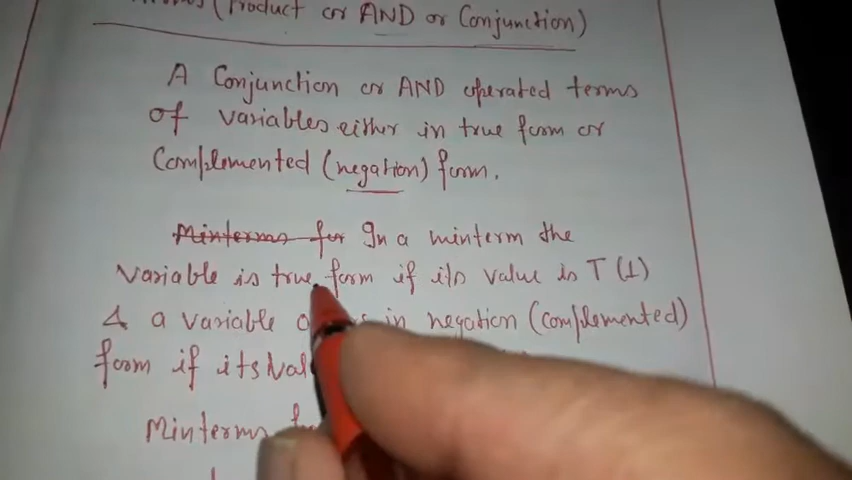 (Product or AND or Conjunction)
A Conjunction or AND operated terms
of variables either in true form or
Complemented (negation) form.
Minterms for In a minterm the
Variable is true form if its value is T (1)
& a variable in negation (complemented)
form if its Val
Minterms